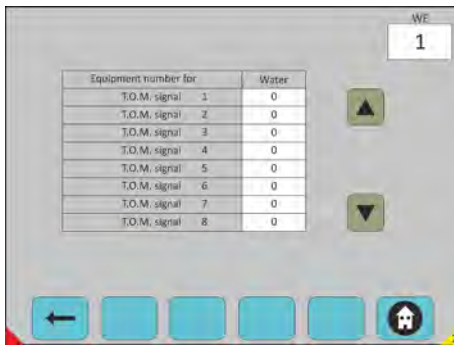 WE
1
Equipment number for Water
T.O.M. signal 1 0
T.O.M. signal 2 0
T.O.M. signal 3 0
T.O.M. signal 4 0
T.O.M. signal 5 0
T.O.M. signal 6 0
T.O.M. signal 7 0
T.O.M. signal 8 0